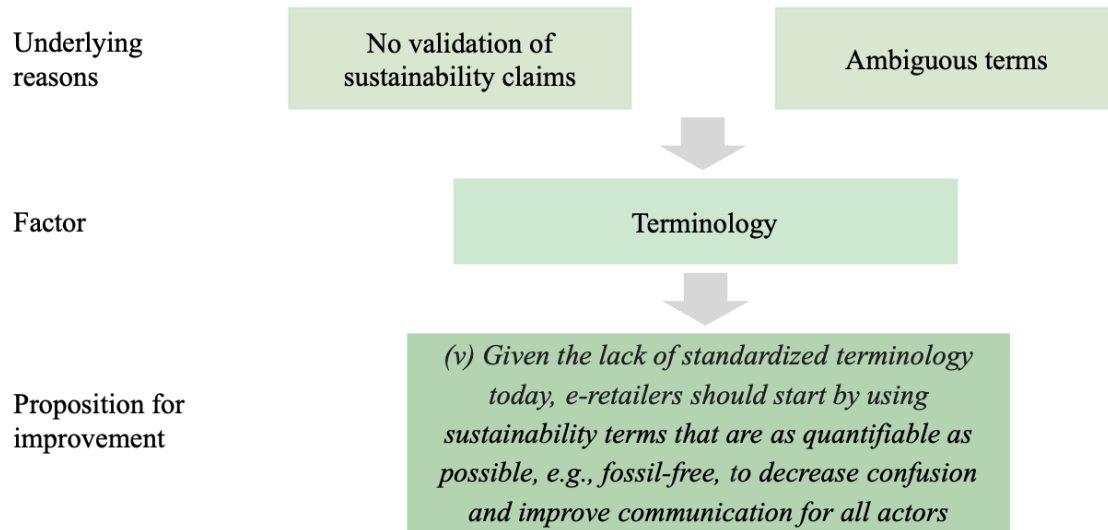 Underlying
reasons
No validation of
sustainability claims
Ambiguous terms
Factor
Terminology
Proposition for
improvement
(v) Given the lack of standardized terminology
today, e-retailers should start by using
sustainability terms that are as quantifiable as
possible, e.g., fossil-free, to decrease confusion
and improve communication for all actors